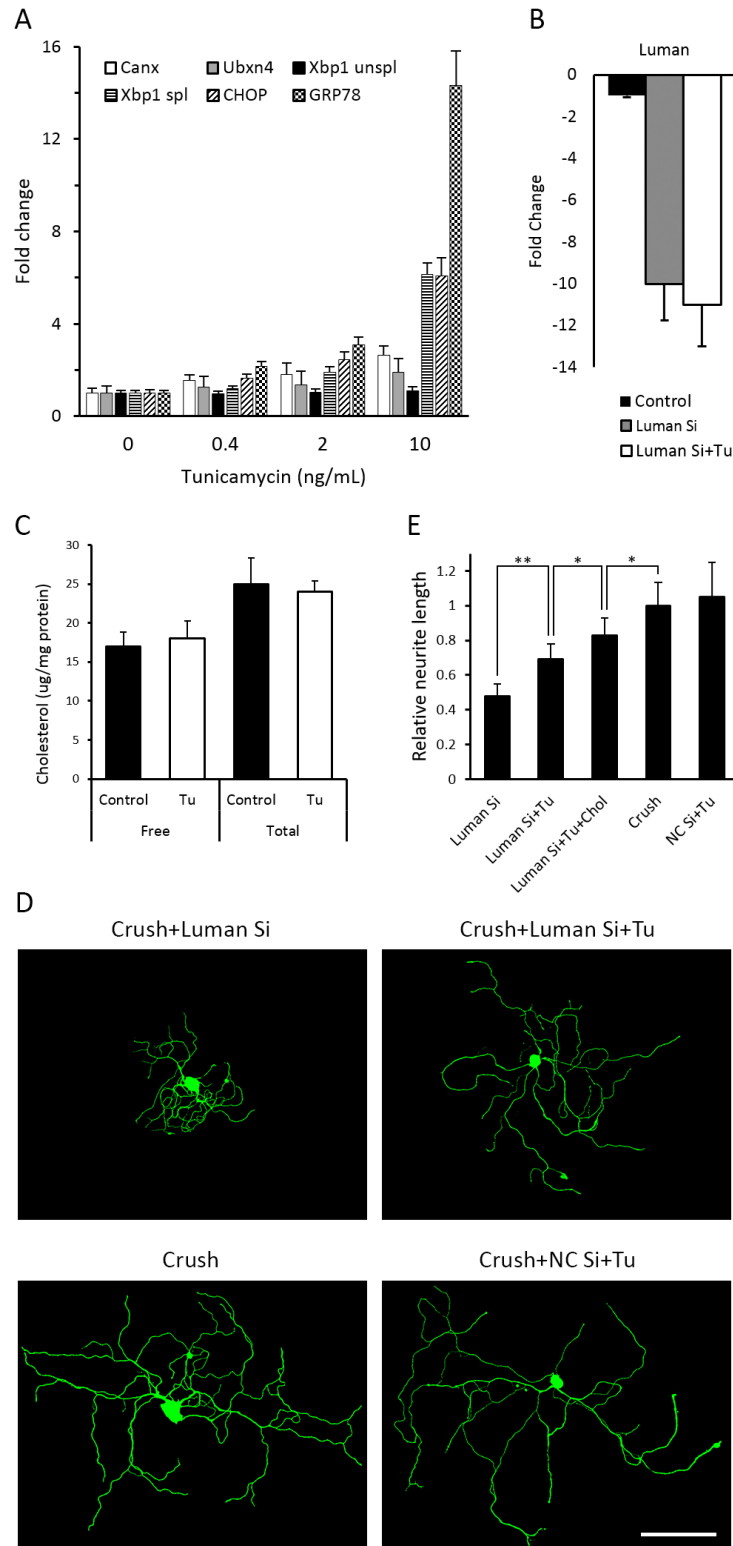 A
Fold change
16
12
8
4
0
Canx
Ubxn4
Xbp1 unspl
Xbp1 spl
CHOP
GRP78
0
0.4
2
10
Tunicamycin (ng/mL)
B
Luman
Fold Change
0
-2
-4
-6
-8
-10
-12
-14
Control
Luman Si
Luman Si+Tu
C
Cholesterol (ug/mg protein)
30
25
20
15
10
5
0
Control
Tu
Control
Tu
Free
Total
E
Relative neurite length
1.2
1
0.8
0.6
0.4
0.2
0
**
*
*
Luman Si
Luman Si+Tu
Luman Si+Tu+Chol
Crush
NC Si+Tu
D
Crush+Luman Si
Crush+Luman Si+Tu
Crush
Crush+NC Si+Tu